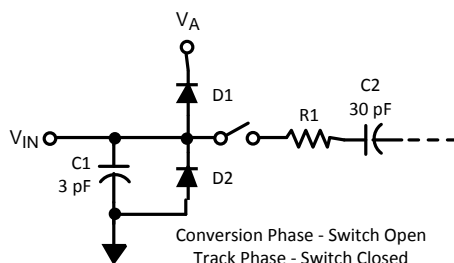 VA
D1
C2
30 pF
R1
VIN
C1
3 pF
D2
Conversion Phase - Switch Open
Track Phase - Switch Closed